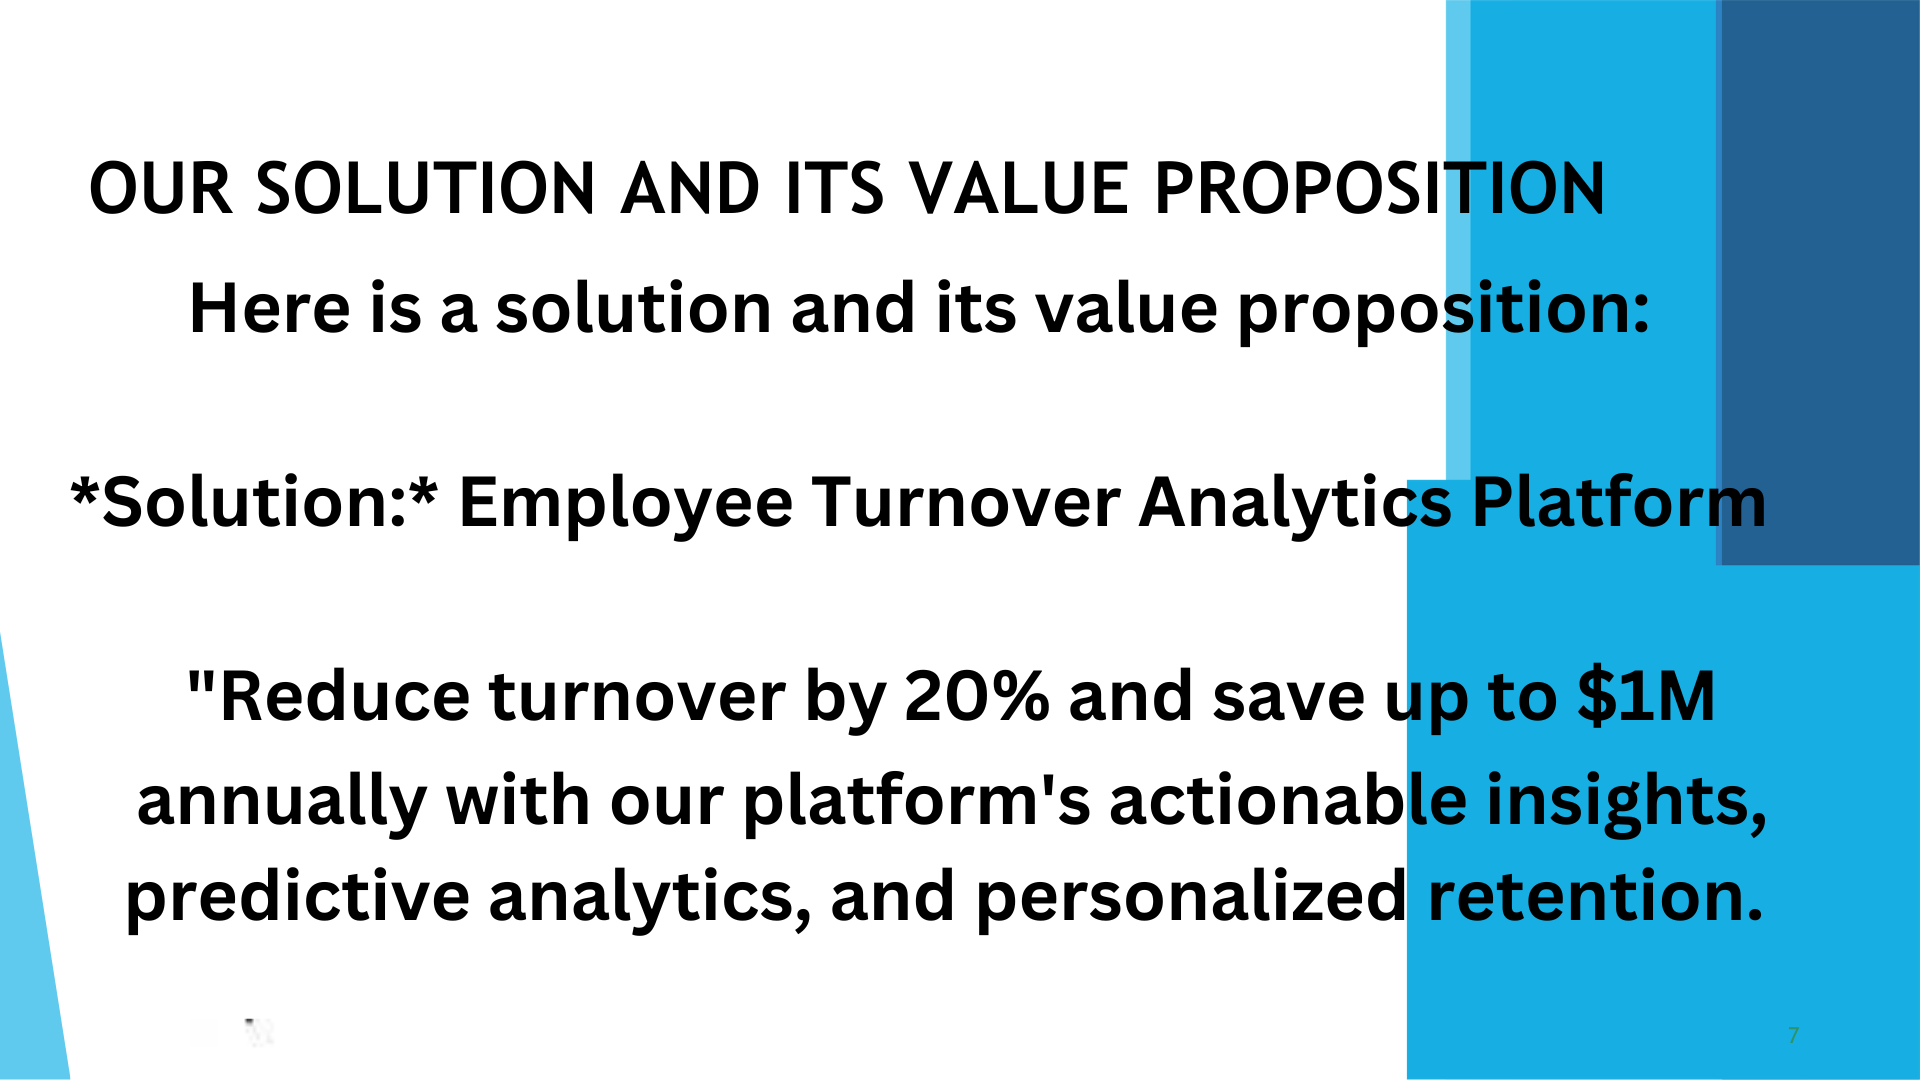 OUR SOLUTION AND ITS VALUE PROPOSITION
Here is a solution and its value proposition:
*Solution:* Employee Turnover Analytics Platform
"Reduce turnover by 20% and save up to $1M
annually with our platform's actionable insights,
predictive analytics, and personalized retention.
7